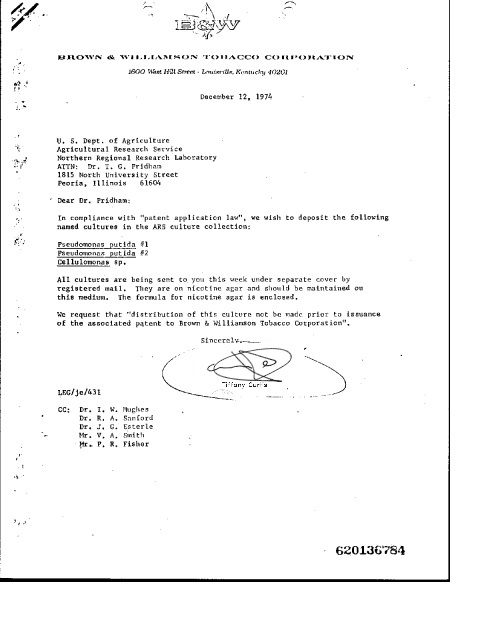 B&W
BROWN & WILLIAMSON TOBACCO CORPORATION
1600 West Hill Street - Louisville, Kentucky 40201
December 12, 1974
U. S. Dept. of Agriculture
Agricultural Research Service
Northern Regional Research Laboratory
ATTN: Dr. T. G. Pridham
1815 North University Street
Peoria, Illinois 61604
Dear Dr. Pridham:
In compliance with "patent application law", we wish to deposit the following
named cultures in the ARS culture collection:
Pseudomonas putida #1
Pseudomonas putida #2
Cellulomonas sp.
All cultures are being sent to you this week under separate cover by
registered mail. They are on nicotine agar and should be maintained on
this medium. The formula for nicotine agar is enclosed.
We request that "distribution of this culture not be made prior to issuance
of the associated patent to Brown & Williamson Tobacco Corporation".
Sincerely,
Tiffany Curtis
LEG/je/431
CC: Dr. I. W. Hughes
Dr. R. A. Sanford
Dr. J. G. Esterle
Mr. V. A. Smith
Mr. P. R. Fisher
620136784